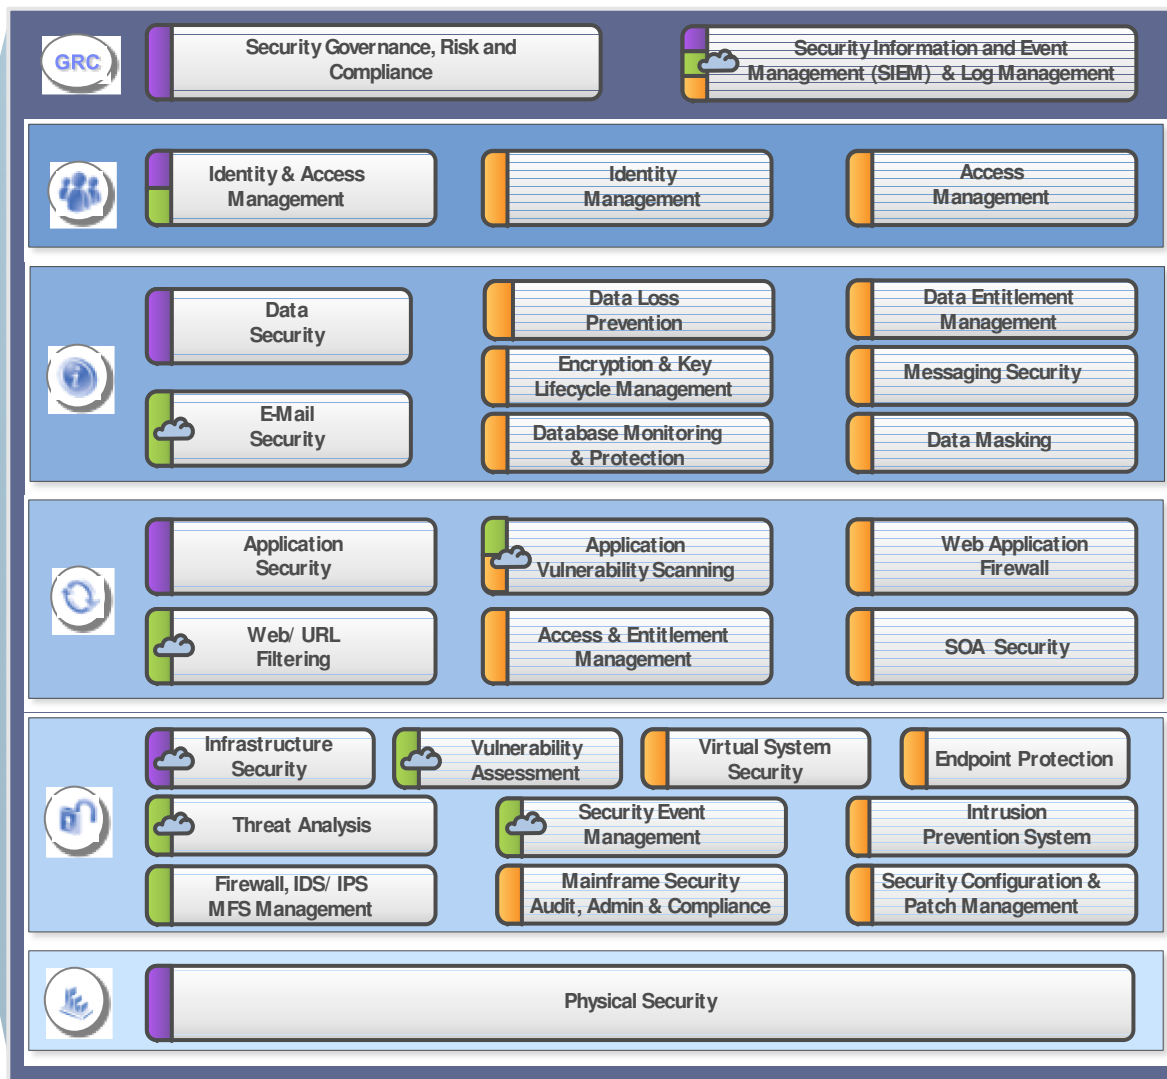 GRC
Security Governance, Risk and
Compliance
Security Information and Event
Management (SIEM) & Log Management
Identity & Access
Management
Identity
Management
Access
Management
Data
Security
Data Loss
Prevention
Data Entitlement
Management
Encryption & Key
Lifecycle Management
Messaging Security
E-Mail
Security
Database Monitoring
& Protection
Data Masking
Application
Security
Application
Vulnerability Scanning
Web Application
Firewall
Web/ URL
Filtering
Access & Entitlement
Management
SOA Security
Infrastructure
Security
Vulnerability
Assessment
Virtual System
Security
Endpoint Protection
Threat Analysis
Security Event
Management
Intrusion
Prevention System
Firewall, IDS/ IPS
MFS Management
Mainframe Security
Audit, Admin & Compliance
Security Configuration &
Patch Management
Physical Security